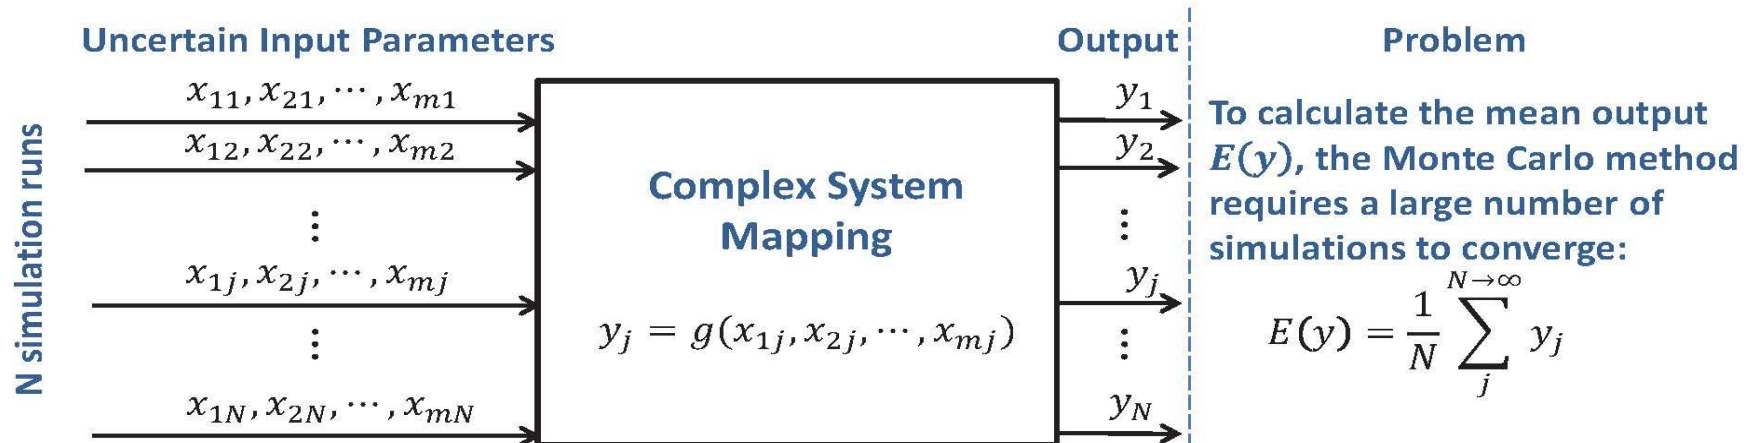 Uncertain Input Parameters
Output
Problem
N simulation runs
x₁₁, x₂₁, ⋯ , xₘ₁
x₁₂, x₂₂, ⋯ , xₘ₂
⋮
x₁ⱼ, x₂ⱼ, ⋯ , xₘⱼ
⋮
x₁N, x₂N, ⋯ , xₘN
Complex System
Mapping
yⱼ = g(x₁ⱼ, x₂ⱼ, ⋯ , xₘⱼ)
y₁
y₂
⋮
yⱼ
⋮
y_N
To calculate the mean output
E(y), the Monte Carlo method
requires a large number of
simulations to converge:
E(y) = 1/N ∑ⱼ^{N→∞} yⱼ